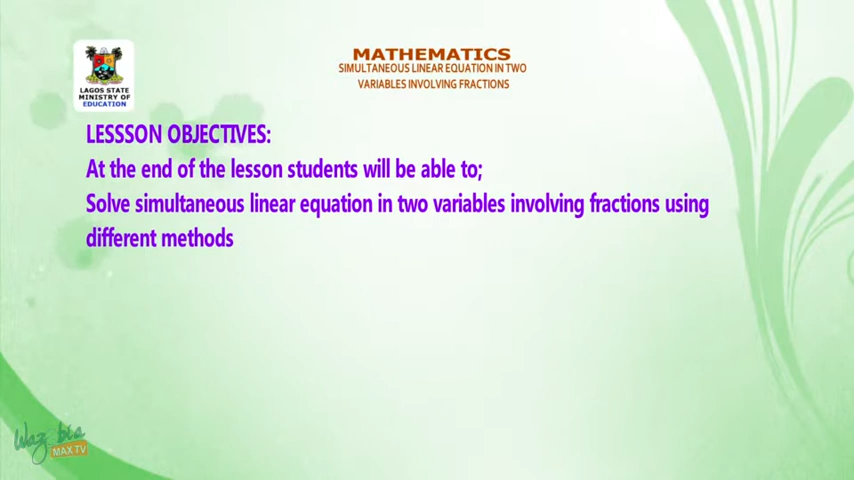 MATHEMATICS
SIMULTANEOUS LINEAR EQUATION IN TWO
VARIABLES INVOLVING FRACTIONS
LAGOS STATE
MINISTRY OF
EDUCATION
LESSSON OBJECTIVES:
At the end of the lesson students will be able to;
Solve simultaneous linear equation in two variables involving fractions using
different methods
MAX TV